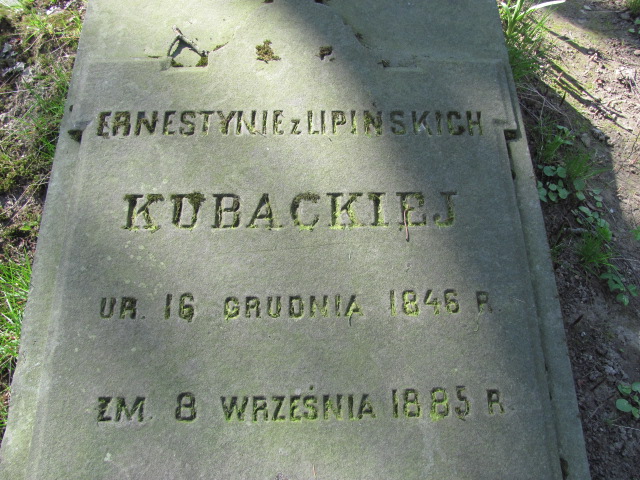 ERNESTYNIE z LIPIŃSKICH
KUBACKIEJ
UR. 16 GRUDNIA 1846 R.
ZM. 8 WRZEŚNIA 1885 R.